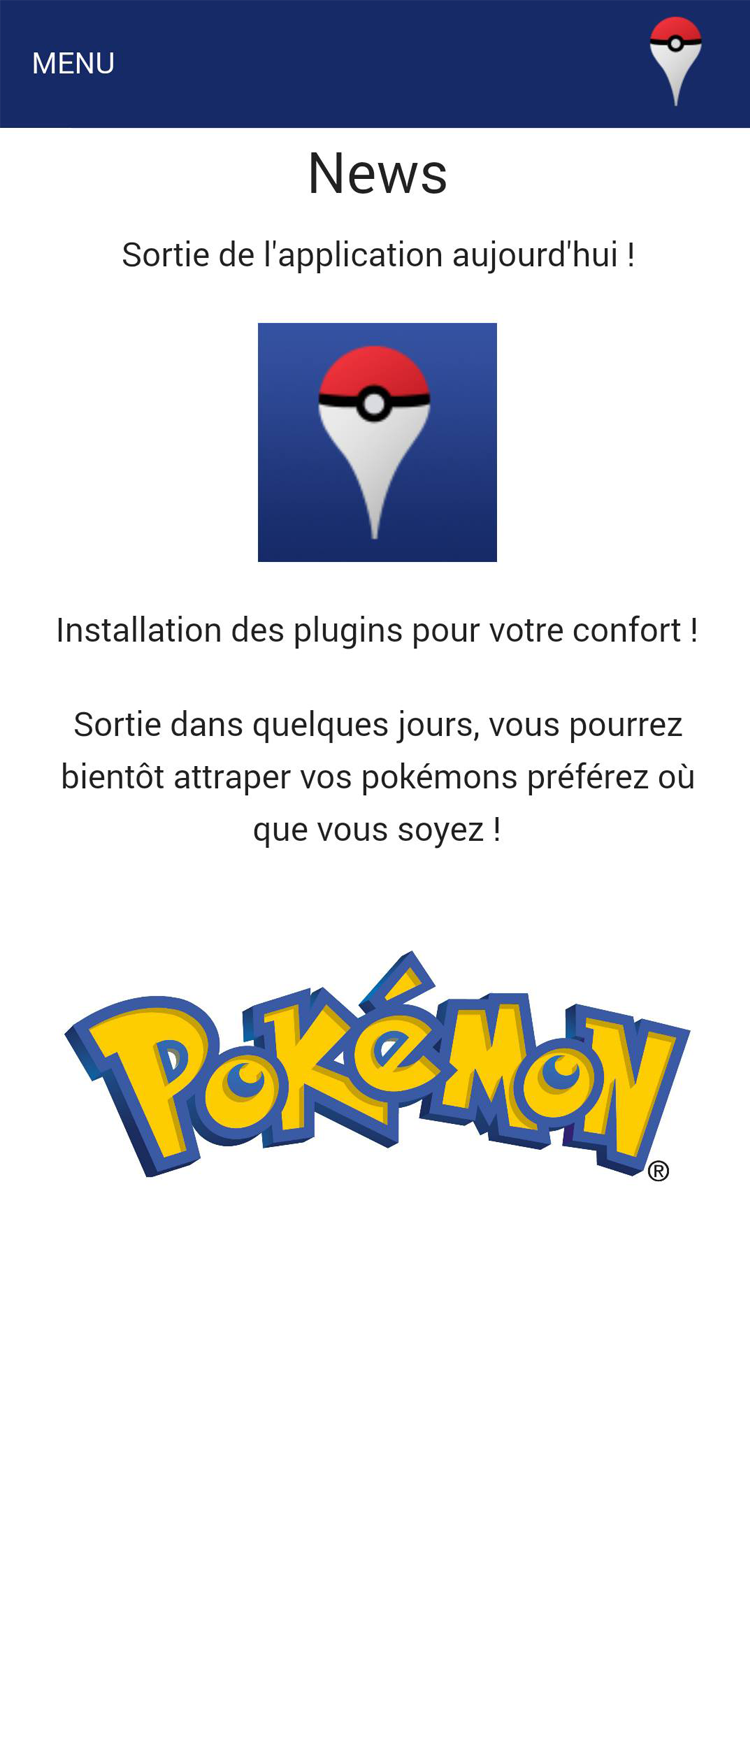 MENU
News
Sortie de l'application aujourd'hui !
Installation des plugins pour votre confort !
Sortie dans quelques jours, vous pourrez
bientôt attraper vos pokémons préférez où
que vous soyez !
POKéMON
®